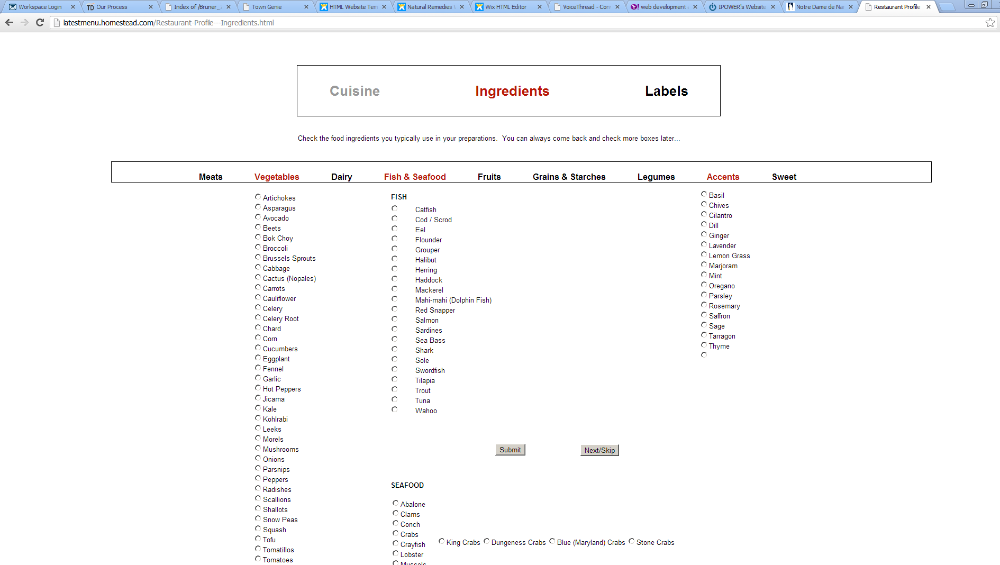 Workspace Login
Our Process
Index of /Bruner_
Town Genie
HTML Website Tem
Natural Remedies
Wix HTML Editor
VoiceThread - Con
web development
IPOWER's Website
Notre Dame de Na
Restaurant Profile
latestmenu.homestead.com/Restaurant-Profile---Ingredients.html
Cuisine Ingredients Labels
Check the food ingredients you typically use in your preparations. You can always come back and check more boxes later...
Meats Vegetables Dairy Fish & Seafood Fruits Grains & Starches Legumes Accents Sweet
Artichokes
Asparagus
Avocado
Beets
Bok Choy
Broccoli
Brussels Sprouts
Cabbage
Cactus (Nopales)
Carrots
Cauliflower
Celery
Celery Root
Chard
Corn
Cucumbers
Eggplant
Fennel
Garlic
Hot Peppers
Jicama
Kale
Kohlrabi
Leeks
Morels
Mushrooms
Onions
Parsnips
Peppers
Radishes
Scallions
Shallots
Snow Peas
Squash
Tofu
Tomatillos
Tomatoes
FISH
Catfish
Cod / Scrod
Eel
Flounder
Grouper
Halibut
Herring
Haddock
Mackerel
Mahi-mahi (Dolphin Fish)
Red Snapper
Salmon
Sardines
Sea Bass
Shark
Sole
Swordfish
Tilapia
Trout
Tuna
Wahoo
Submit Next/Skip
SEAFOOD
Abalone
Clams
Conch
Crabs
King Crabs Dungeness Crabs Blue (Maryland) Crabs Stone Crabs
Crayfish
Lobster
Mussels
Basil
Chives
Cilantro
Dill
Ginger
Lavender
Lemon Grass
Marjoram
Mint
Oregano
Parsley
Rosemary
Saffron
Sage
Tarragon
Thyme